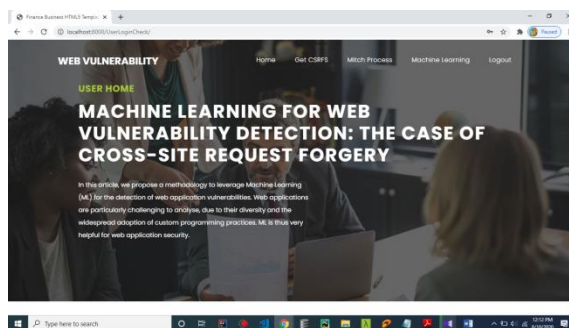 Finance Business HTML5 Templat
localhost:8000/UserLoginCheck/
Paused
WEB VULNERABILITY
Home
Get CSRFS
Mitch Process
Machine Learning
Logout
USER HOME
MACHINE LEARNING FOR WEB
VULNERABILITY DETECTION: THE CASE OF
CROSS-SITE REQUEST FORGERY
In this article, we propose a methodology to leverage Machine Learning
(ML) for the detection of web application vulnerabilities. Web applications
are particularly challenging to analyse, due to their diversity and the
widespread adoption of custom programming practices. ML is thus very
helpful for web application security.
Type here to search
12:12 PM